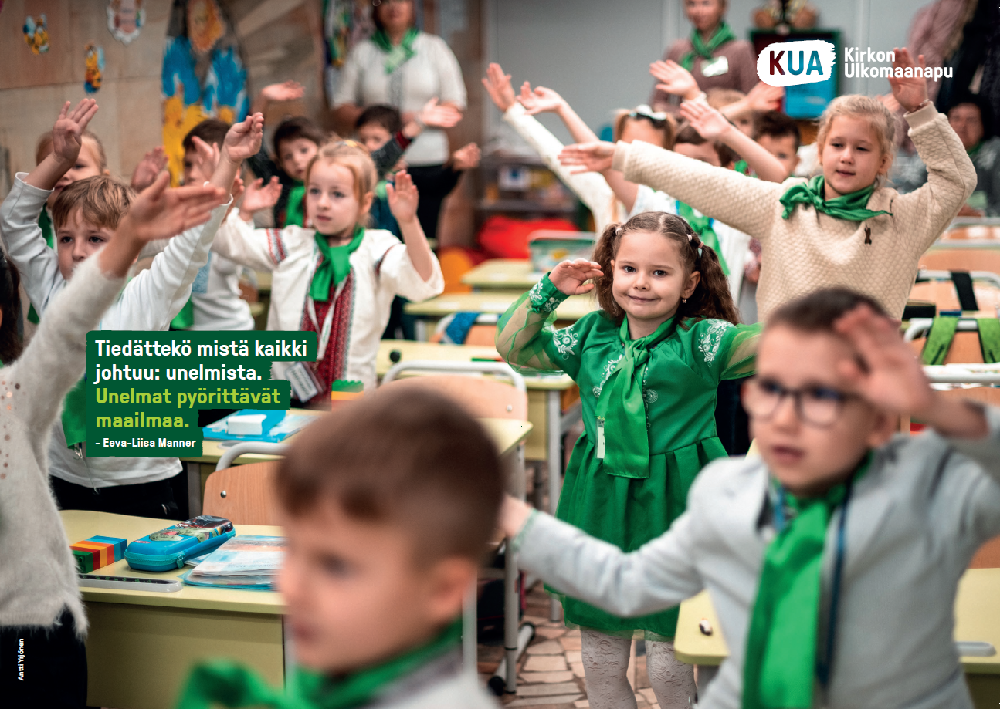 KUA
Kirkon
Ulkomaanapu
Tiedättekö mistä kaikki
johtuu: unelmista.
Unelmat pyörittävät
maailmaa.
- Eeva-Liisa Manner
Antti Yrjönen